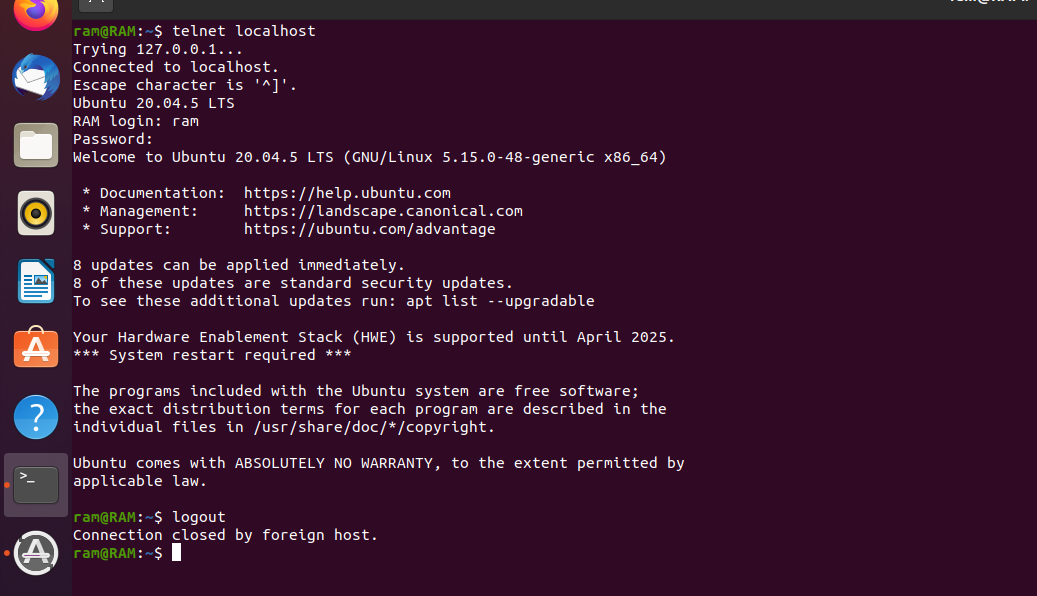 ram@RAM:~$ telnet localhost
Trying 127.0.0.1...
Connected to localhost.
Escape character is '^]'.
Ubuntu 20.04.5 LTS
RAM login: ram
Password:
Welcome to Ubuntu 20.04.5 LTS (GNU/Linux 5.15.0-48-generic x86_64)
* Documentation:  https://help.ubuntu.com
* Management:     https://landscape.canonical.com
* Support:        https://ubuntu.com/advantage
8 updates can be applied immediately.
8 of these updates are standard security updates.
To see these additional updates run: apt list --upgradable
Your Hardware Enablement Stack (HWE) is supported until April 2025.
*** System restart required ***
The programs included with the Ubuntu system are free software;
the exact distribution terms for each program are described in the
individual files in /usr/share/doc/*/copyright.
Ubuntu comes with ABSOLUTELY NO WARRANTY, to the extent permitted by
applicable law.
ram@RAM:~$ logout
Connection closed by foreign host.
ram@RAM:~$